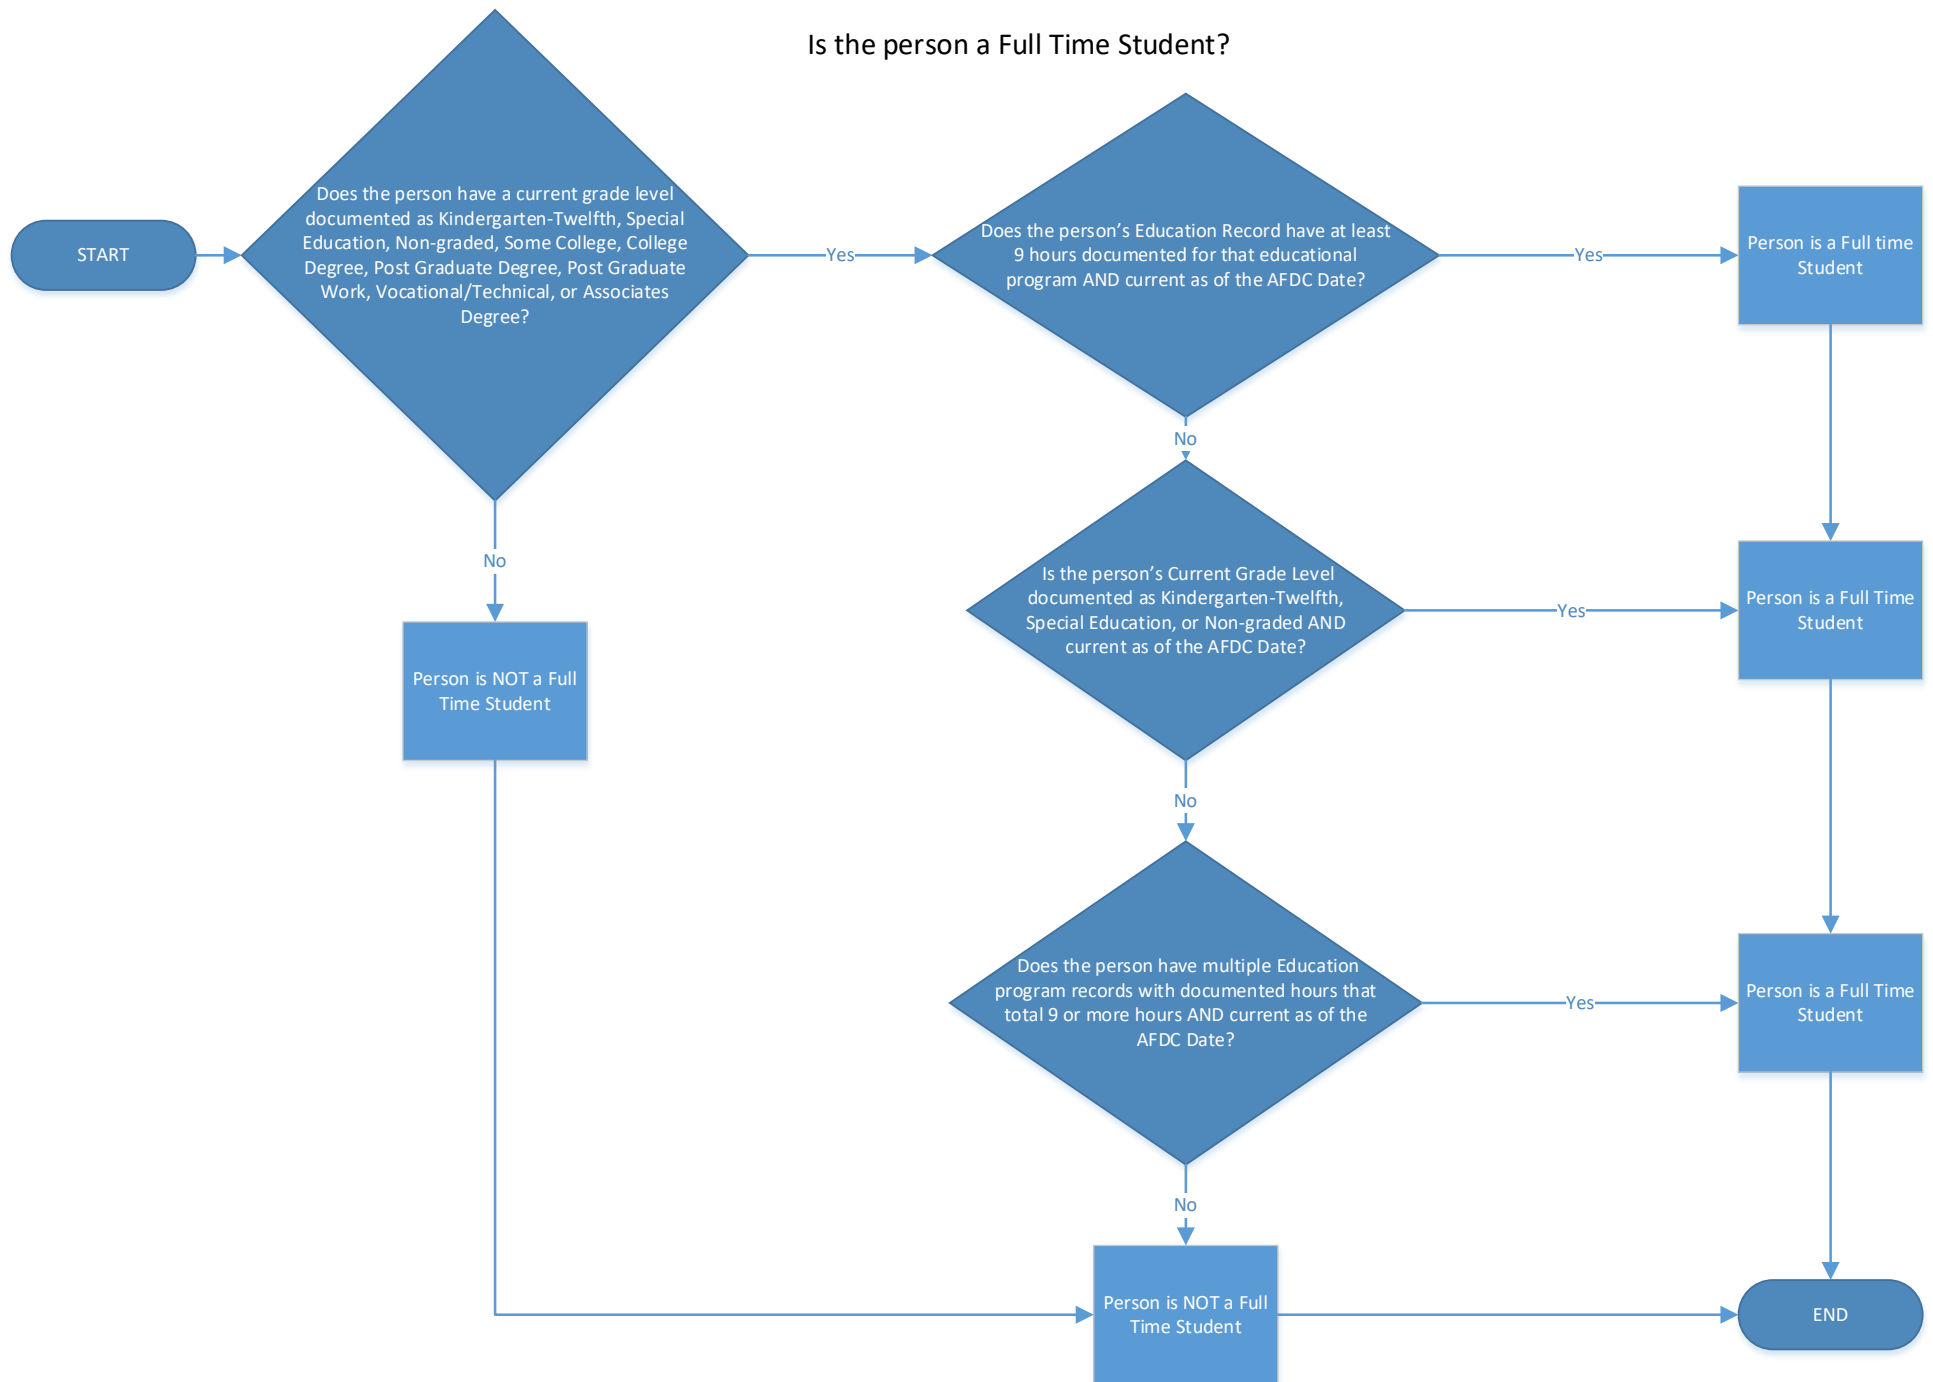 Is the person a Full Time Student?
START
Does the person have a current grade level
documented as Kindergarten-Twelfth, Special
Education, Non-graded, Some College, College
Degree, Post Graduate Degree, Post Graduate
Work, Vocational/Technical, or Associates
Degree?
Yes
Does the person’s Education Record have at least
9 hours documented for that educational
program AND current as of the AFDC Date?
Yes
Person is a Full time
Student
No
No
Is the person’s Current Grade Level
documented as Kindergarten-Twelfth,
Special Education, or Non-graded AND
current as of the AFDC Date?
Yes
Person is a Full Time
Student
Person is NOT a Full
Time Student
No
Does the person have multiple Education
program records with documented hours that
total 9 or more hours AND current as of the
AFDC Date?
Yes
Person is a Full Time
Student
No
Person is NOT a Full
Time Student
END